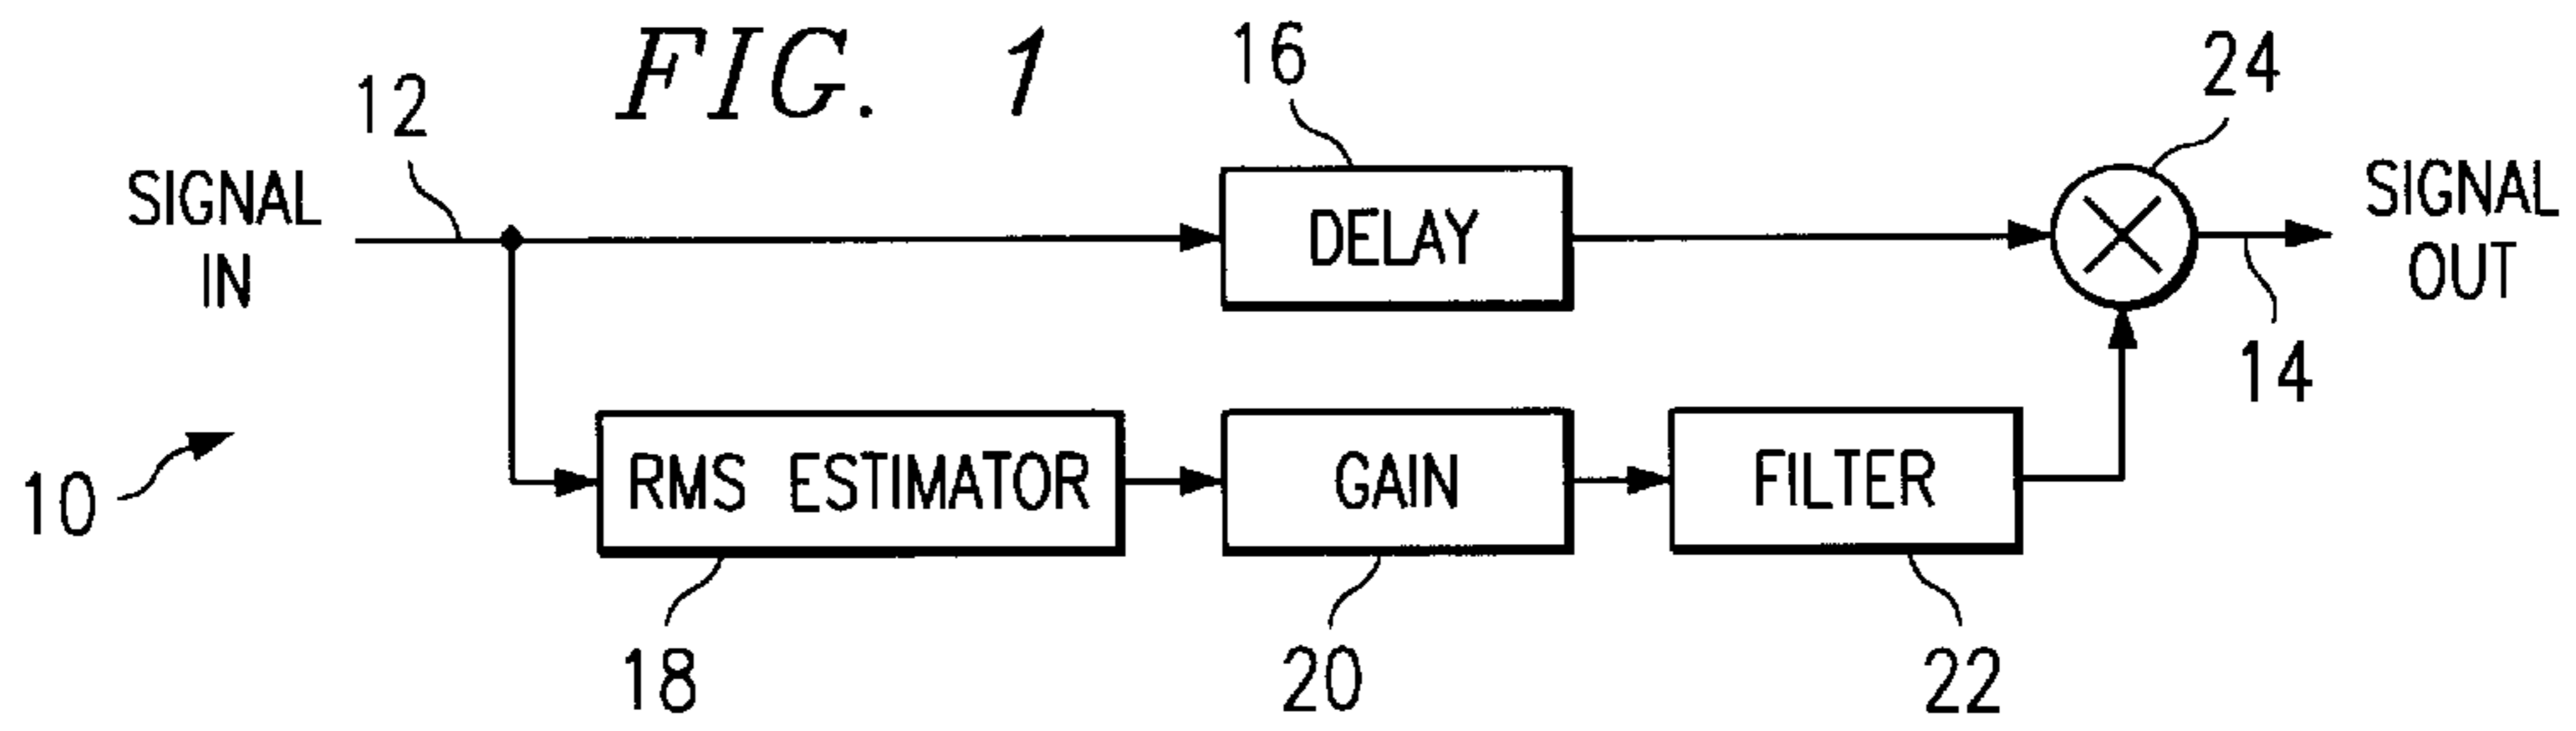 FIG. 1
12
16
24
SIGNAL
IN
DELAY
SIGNAL
OUT
14
10
RMS ESTIMATOR
GAIN
FILTER
18
20
22